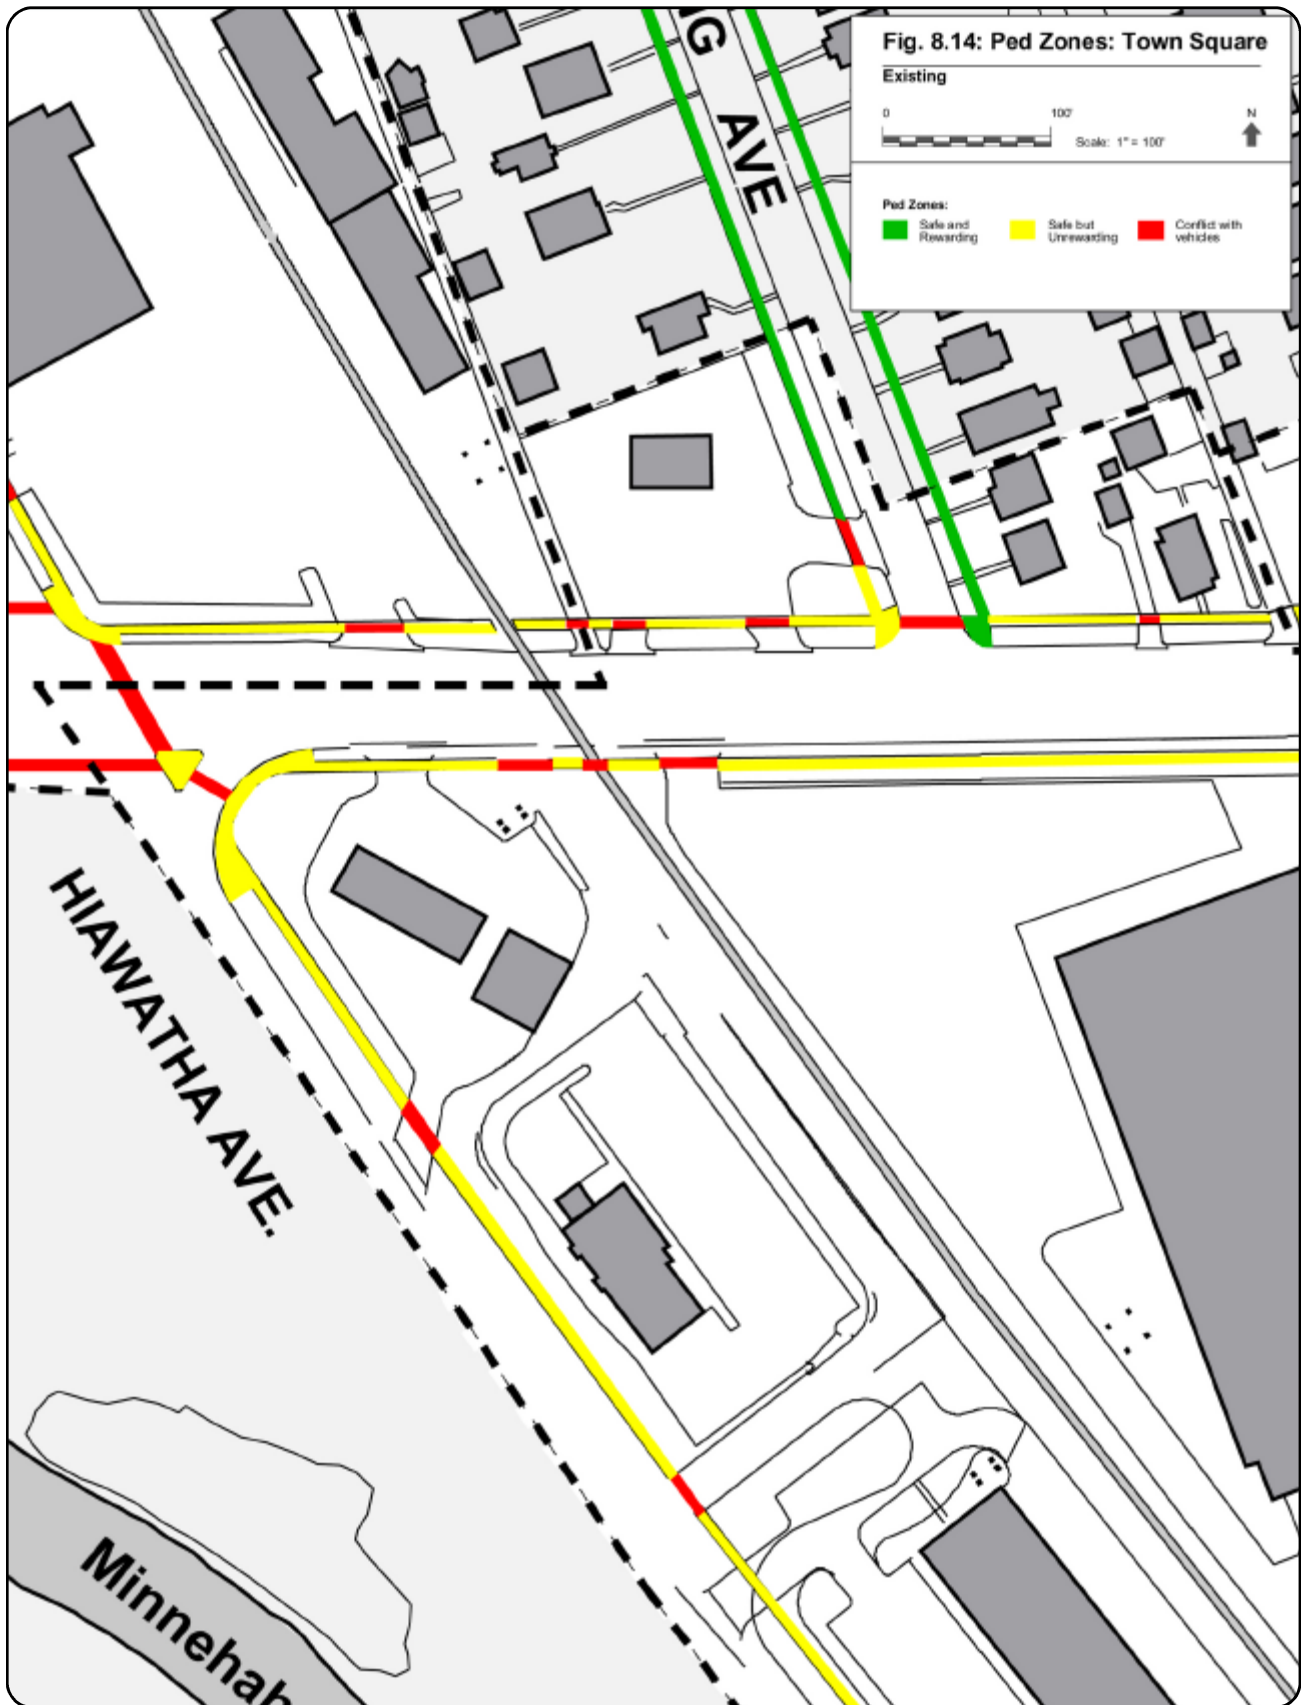 Fig. 8.14: Ped Zones: Town Square
Existing
0 100' N
Scale: 1" = 100'
Ped Zones:
Safe and
Rewarding
Safe but
Unrewarding
Conflict with
vehicles
NG AVE
HIAWATHA AVE.
Minnehah